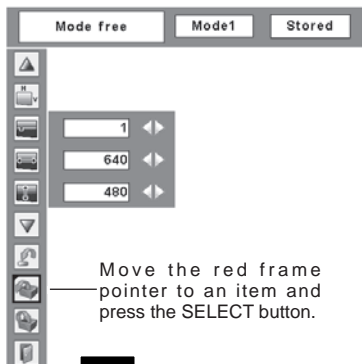 Mode free Mode1 Stored
H
V
1
640
480
Move the red frame
pointer to an item and
press the SELECT button.